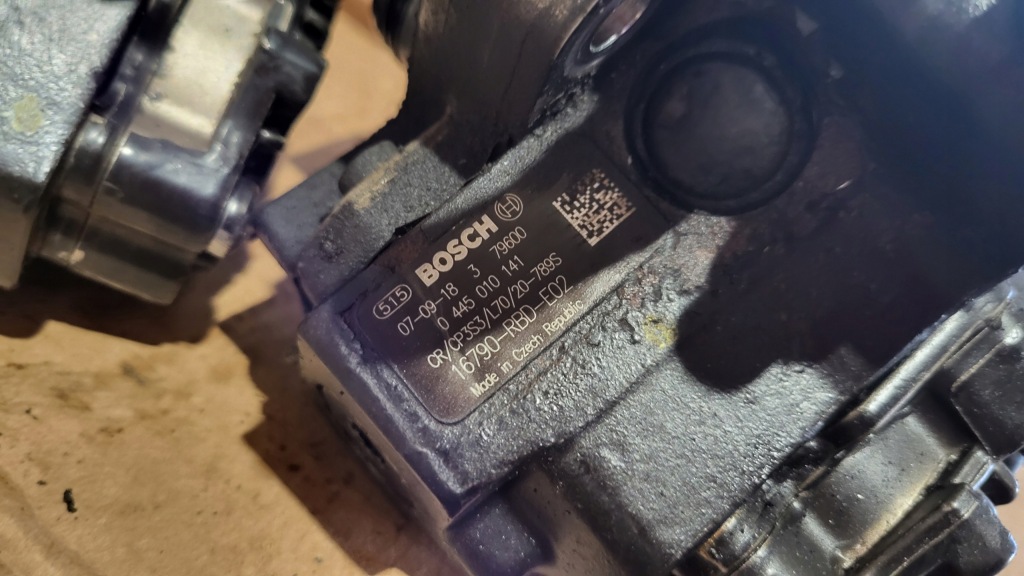 515 BOSCH
07-09-18 3 79600
0 445 010 141
CR/CP3S3/L70/20-789S
16790-RBD-E02
Made in Czech Republic